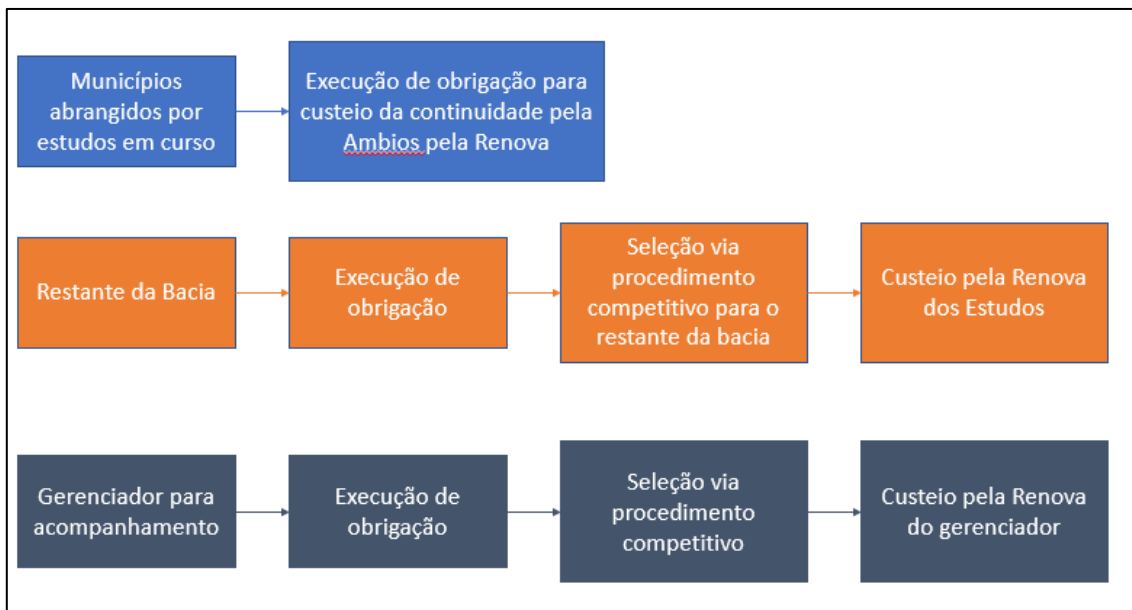 Municípios
abrangidos por
estudos em curso
Execução de obrigação para
custeio da continuidade pela
Ambios pela Renova
Restante da Bacia
Execução de
obrigação
Seleção via
procedimento
competitivo para o
restante da bacia
Custeio pela Renova
dos Estudos
Gerenciador para
acompanhamento
Execução de
obrigação
Seleção via
procedimento
competitivo
Custeio pela Renova
do gerenciador